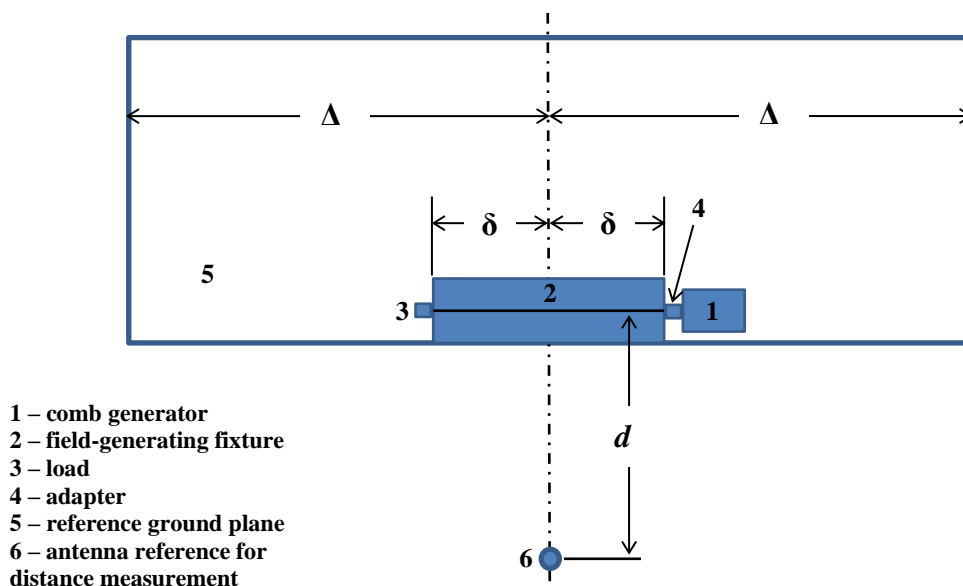 Δ
Δ
δ
δ
4
5
2
3
1
d
1 – comb generator
2 – field-generating fixture
3 – load
4 – adapter
5 – reference ground plane
6 – antenna reference for
distance measurement
6